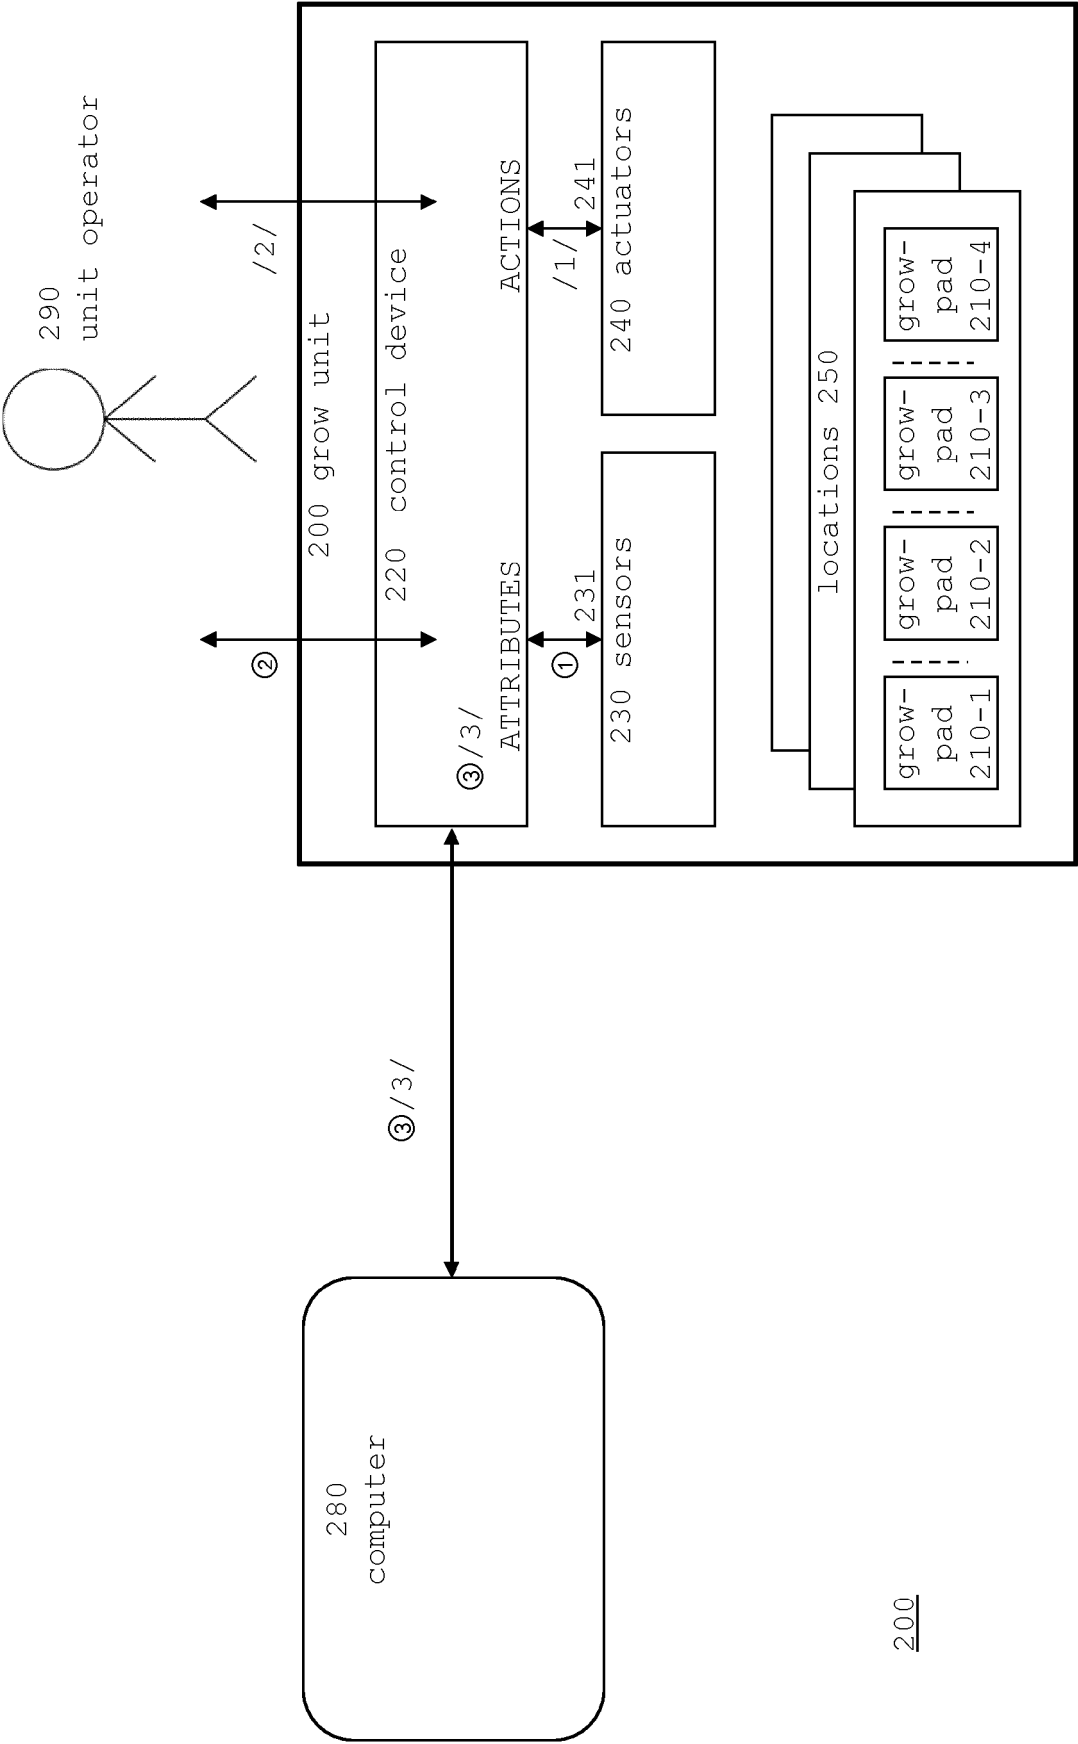 290
unit operator
②
/2/
200 grow unit
220 control device
③/3/
ATTRIBUTES
ACTIONS
①
231
/1/
241
230 sensors
240 actuators
locations 250
grow-
pad
210-1
grow-
pad
210-2
grow-
pad
210-3
grow-
pad
210-4
③/3/
280
computer
200